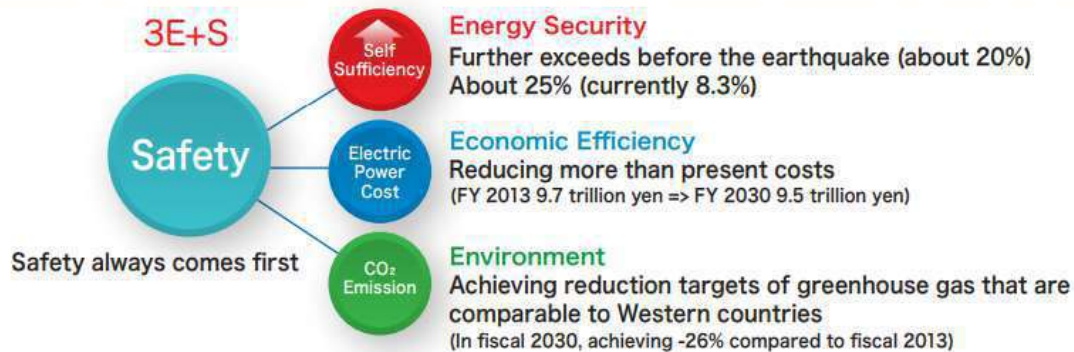 3E+S
Safety
Safety always comes first
Self
Sufficiency
Energy Security
Further exceeds before the earthquake (about 20%)
About 25% (currently 8.3%)
Electric
Power
Cost
Economic Efficiency
Reducing more than present costs
(FY 2013 9.7 trillion yen => FY 2030 9.5 trillion yen)
CO₂
Emission
Environment
Achieving reduction targets of greenhouse gas that are
comparable to Western countries
(In fiscal 2030, achieving -26% compared to fiscal 2013)